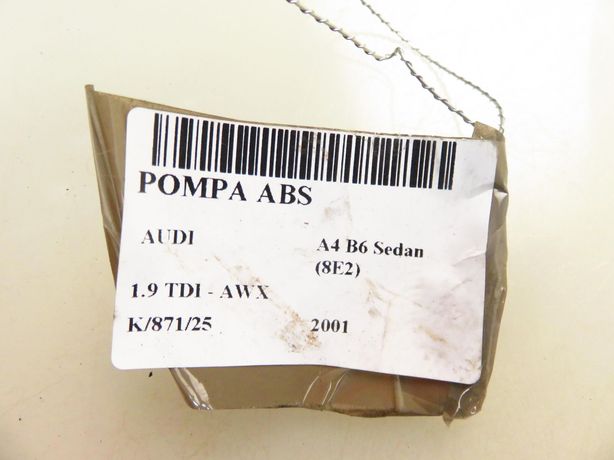 POMPA ABS
AUDI
A4 B6 Sedan
(8E2)
1.9 TDI - AWX
K/871/25
2001